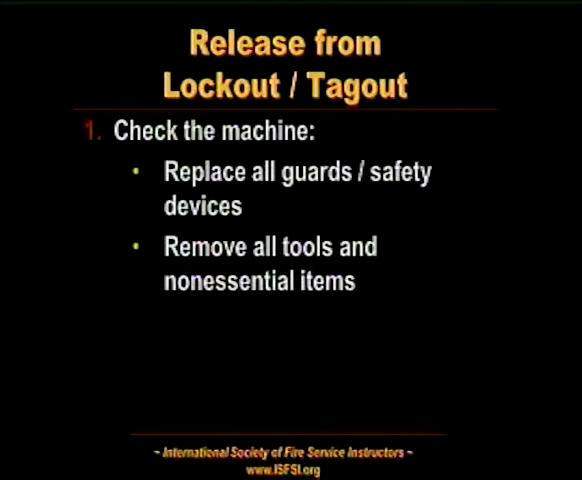 Release from
Lockout / Tagout
1. Check the machine:
• Replace all guards / safety
devices
• Remove all tools and
nonessential items
~ International Society of Fire Service Instructors ~
www.ISFSI.org